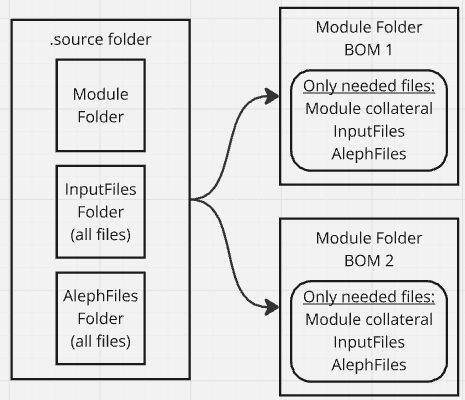 .source folder
Module
Folder
InputFiles
Folder
(all files)
AlephFiles
Folder
(all files)
Module Folder
BOM 1
Only needed files:
Module collateral
InputFiles
AlephFiles
Module Folder
BOM 2
Only needed files:
Module collateral
InputFiles
AlephFiles